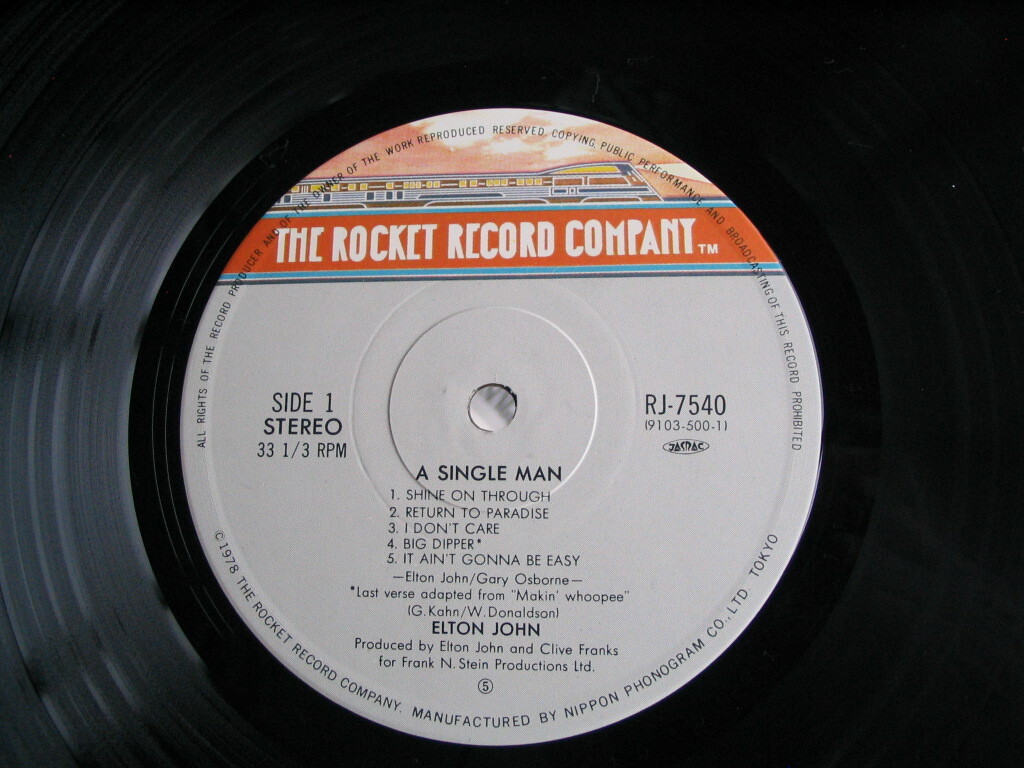 ALL RIGHTS OF THE RECORD PRODUCER AND OF THE OWNER OF THE WORK REPRODUCED RESERVED. COPYING, PUBLIC PERFORMANCE AND BROADCASTING OF THIS RECORD PROHIBITED
THE ROCKET RECORD COMPANY TM
SIDE 1
STEREO
33 1/3 RPM
RJ-7540
(9103-500-1)
JASRAC
A SINGLE MAN
1. SHINE ON THROUGH
2. RETURN TO PARADISE
3. I DON'T CARE
4. BIG DIPPER*
5. IT AIN'T GONNA BE EASY
—Elton John/Gary Osborne—
*Last verse adapted from "Makin' whoopee"
(G.Kahn/W.Donaldson)
ELTON JOHN
Produced by Elton John and Clive Franks
for Frank N. Stein Productions Ltd.
⑤
©1978 THE ROCKET RECORD COMPANY. MANUFACTURED BY NIPPON PHONOGRAM CO., LTD TOKYO